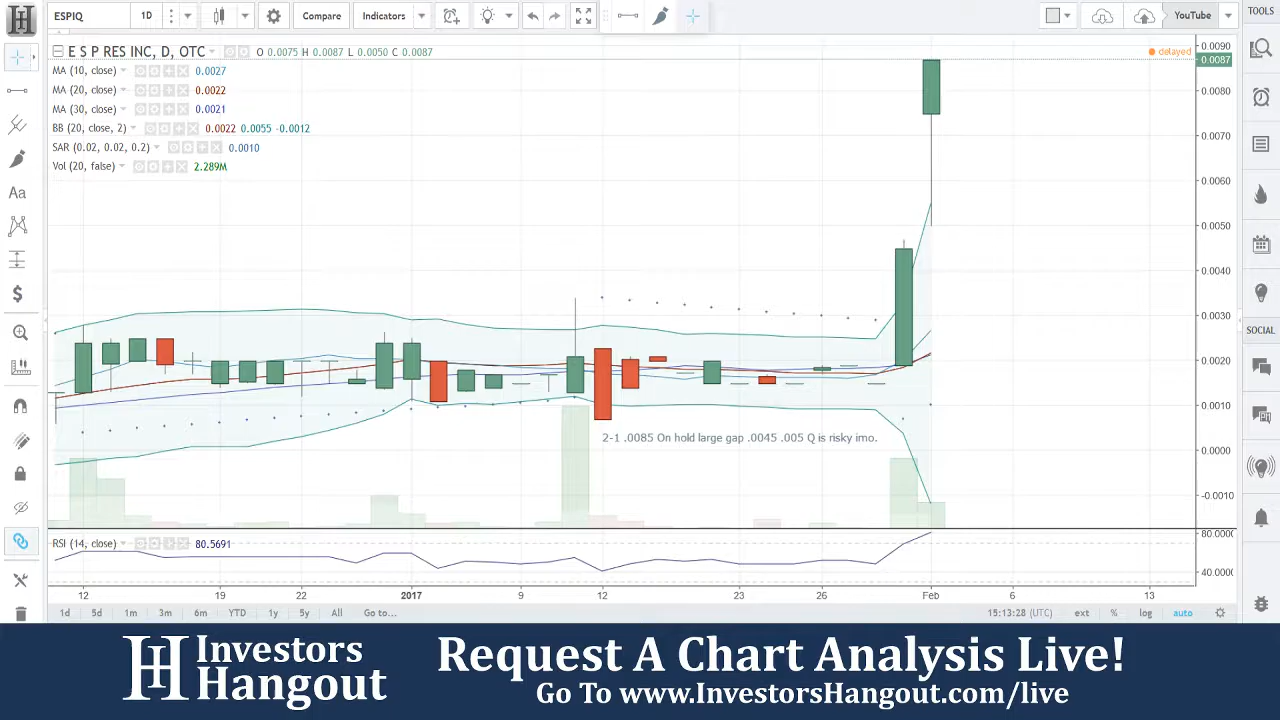 ESPIQ 1D Compare Indicators YouTube TOOLS
E S P RES INC, D, OTC O 0.0075 H 0.0087 L 0.0050 C 0.0087 delayed 0.0090
0.0087
MA (10, close) 0.0027
MA (20, close) 0.0022 0.0080
MA (30, close) 0.0021
BB (20, close, 2) 0.0022 0.0055 -0.0012 0.0070
SAR (0.02, 0.02, 0.2) 0.0010
Vol (20, false) 2.289M
0.0060
Aa
0.0050
0.0040
0.0030
SOCIAL
0.0020
0.0010
2-1 .0085 On hold large gap .0045 .005 Q is risky imo.
0.0000
-0.0010
RSI (14, close) 80.5691 80.0000
40.0000
12 19 22 2017 9 12 23 26 Feb 6 13
1d 5d 1m 3m 6m YTD 1y 5y All Go to... 15:13:28 (UTC) ext % log auto
Investors Hangout
Request A Chart Analysis Live!
Go To www.InvestorsHangout.com/live